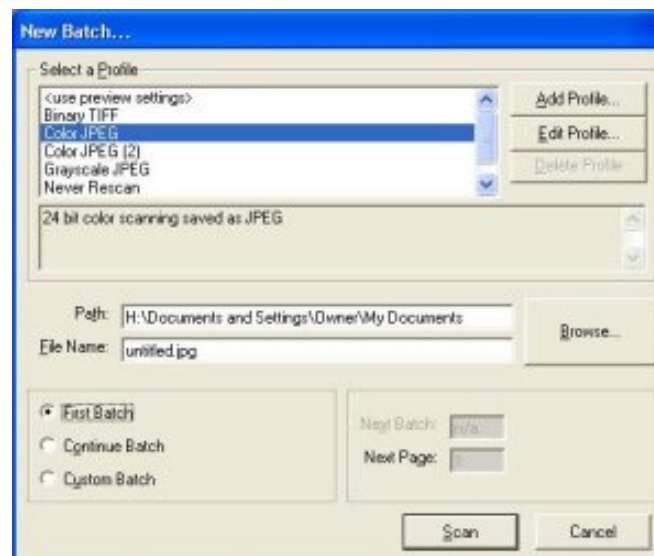 New Batch...
Select a Profile
<use preview settings>
Binary TIFF
Color JPEG
Color JPEG (2)
Grayscale JPEG
Never Rescan
Add Profile...
Edit Profile...
Delete Profile
24 bit color scanning saved as JPEG
Path: H:\Documents and Settings\Owner\My Documents
File Name: untitled.jpg
Browse...
First Batch
Continue Batch
Custom Batch
Next Batch: n/a
Next Page: 1
Scan
Cancel